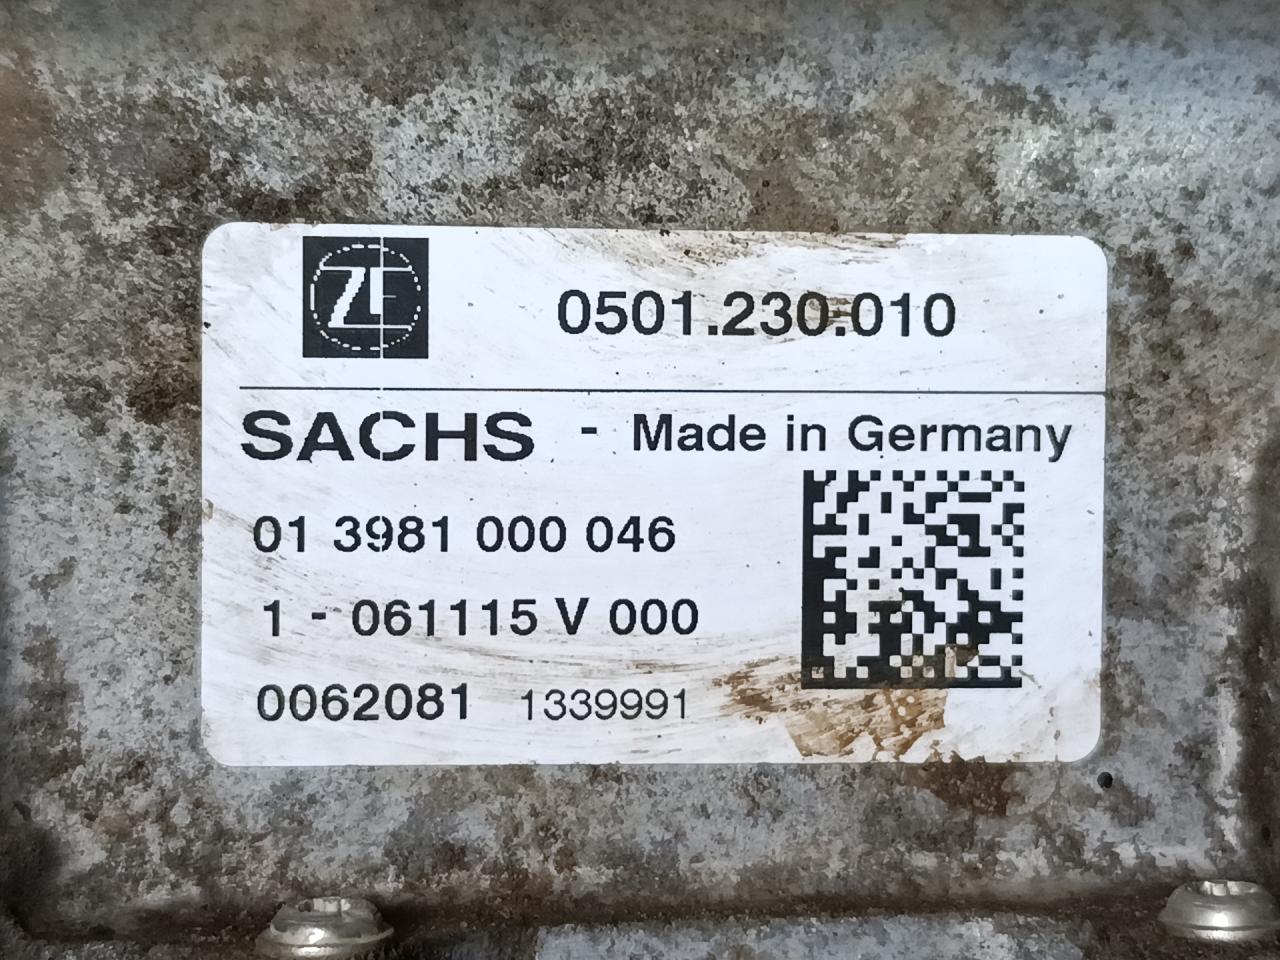 ZF
0501.230.010
SACHS - Made in Germany
01 3981 000 046
1 - 061115 V 000
0062081 1339991